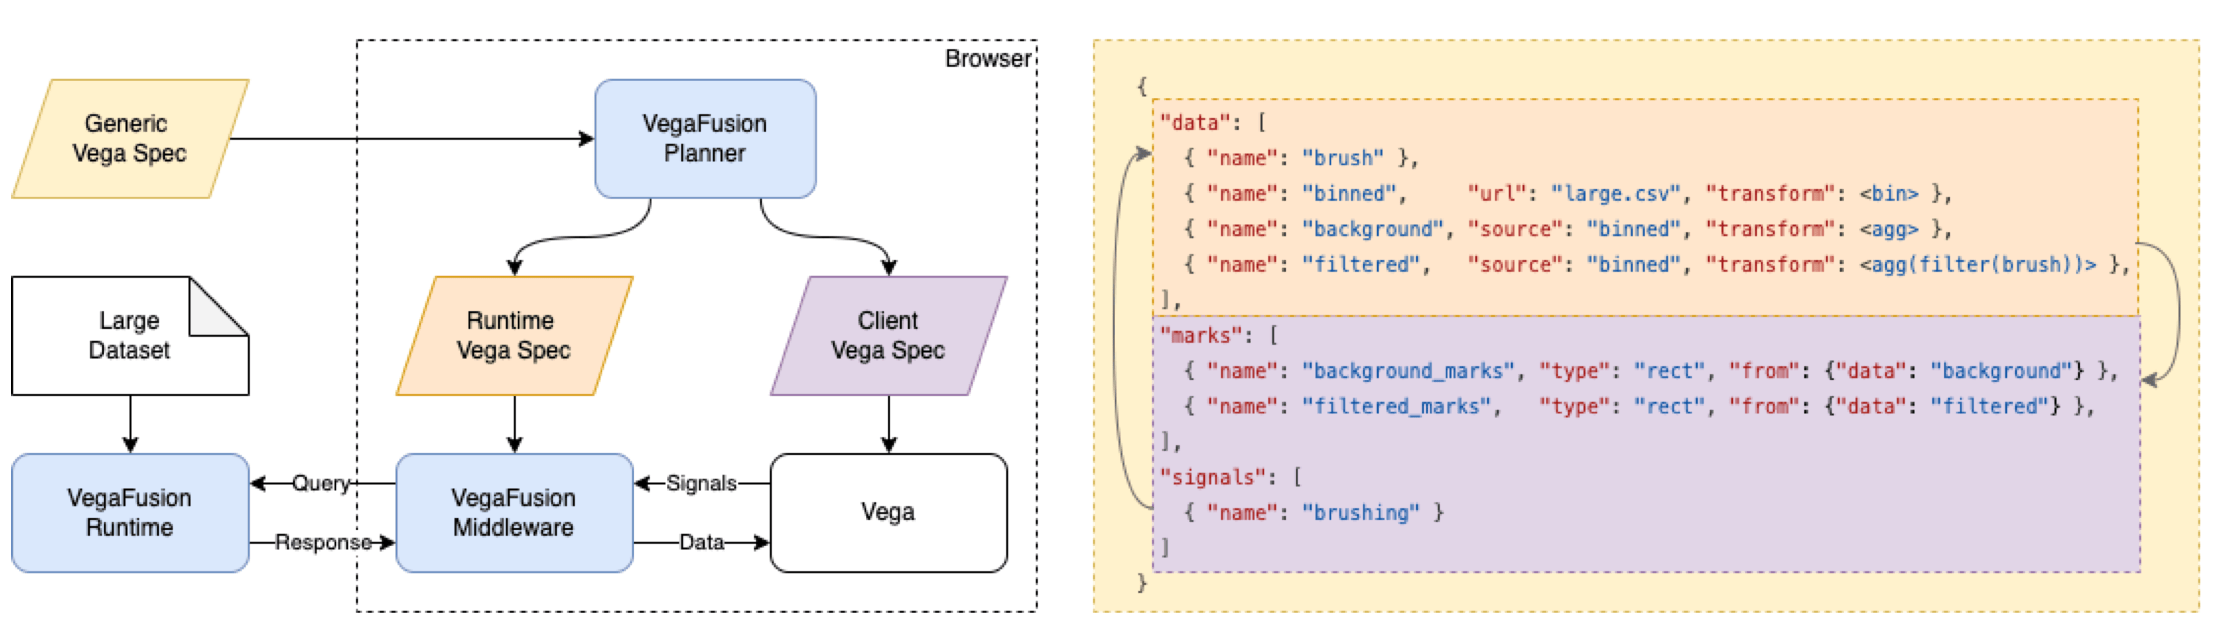 Browser
Generic
Vega Spec
VegaFusion
Planner
Large
Dataset
Runtime
Vega Spec
Client
Vega Spec
VegaFusion
Runtime
Query
Response
VegaFusion
Middleware
Signals
Data
Vega
{
"data": [
{ "name": "brush" },
{ "name": "binned", "url": "large.csv", "transform": <bin> },
{ "name": "background", "source": "binned", "transform": <agg> },
{ "name": "filtered", "source": "binned", "transform": <agg(filter(brush))> },
],
"marks": [
{ "name": "background_marks", "type": "rect", "from": {"data": "background"} },
{ "name": "filtered_marks", "type": "rect", "from": {"data": "filtered"} },
],
"signals": [
{ "name": "brushing" }
]
}